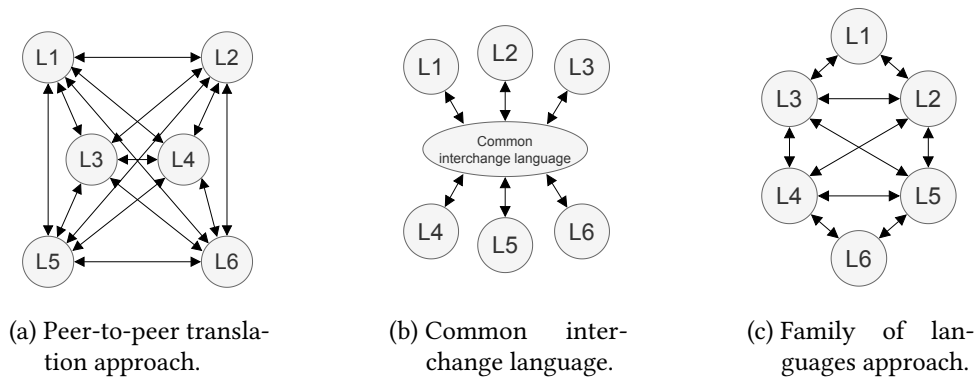 L1
L2
L3
L4
L5
L6
(a) Peer-to-peer transla-
tion approach.
L1
L2
L3
Common
interchange language
L4
L5
L6
(b) Common inter-
change language.
L1
L3
L2
L4
L5
L6
(c) Family of lan-
guages approach.